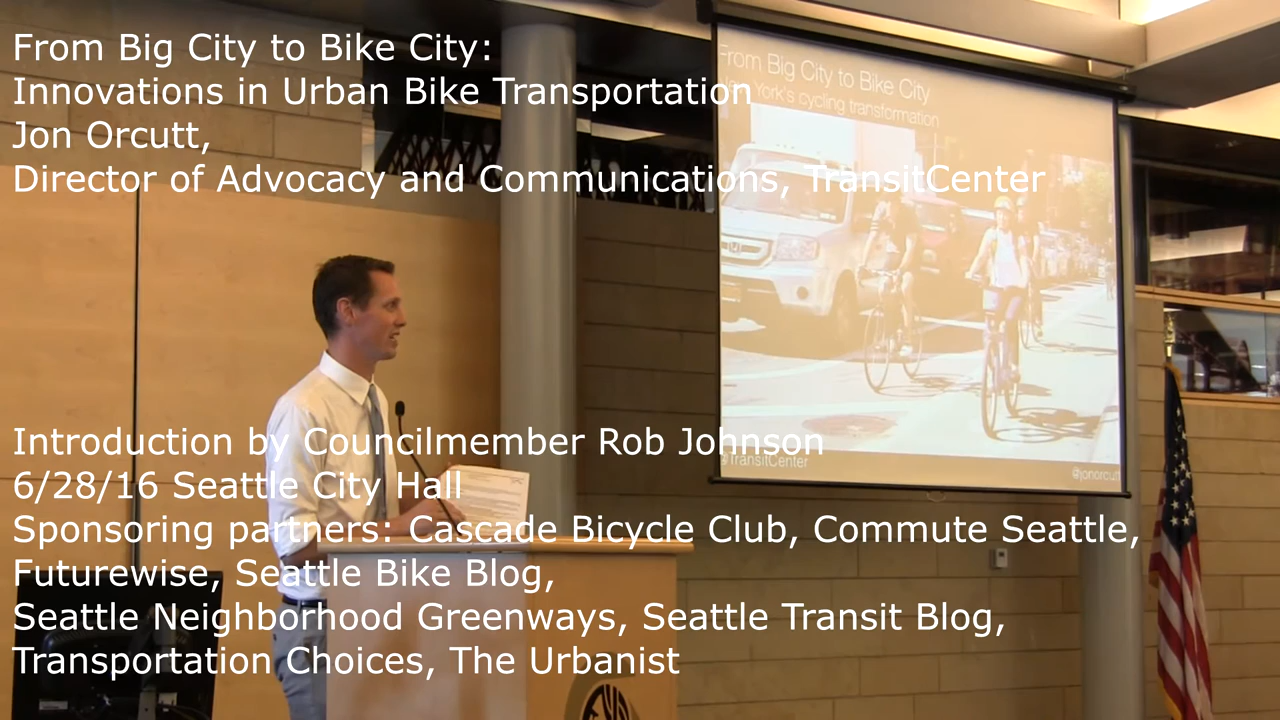 From Big City to Bike City:
Innovations in Urban Bike Transportation
Jon Orcutt,
Director of Advocacy and Communications, TransitCenter
From Big City to Bike City
York's cycling transformation
@TransitCenter
@jonorcutt
Introduction by Councilmember Rob Johnson
6/28/16 Seattle City Hall
Sponsoring partners: Cascade Bicycle Club, Commute Seattle,
Futurewise, Seattle Bike Blog,
Seattle Neighborhood Greenways, Seattle Transit Blog,
Transportation Choices, The Urbanist